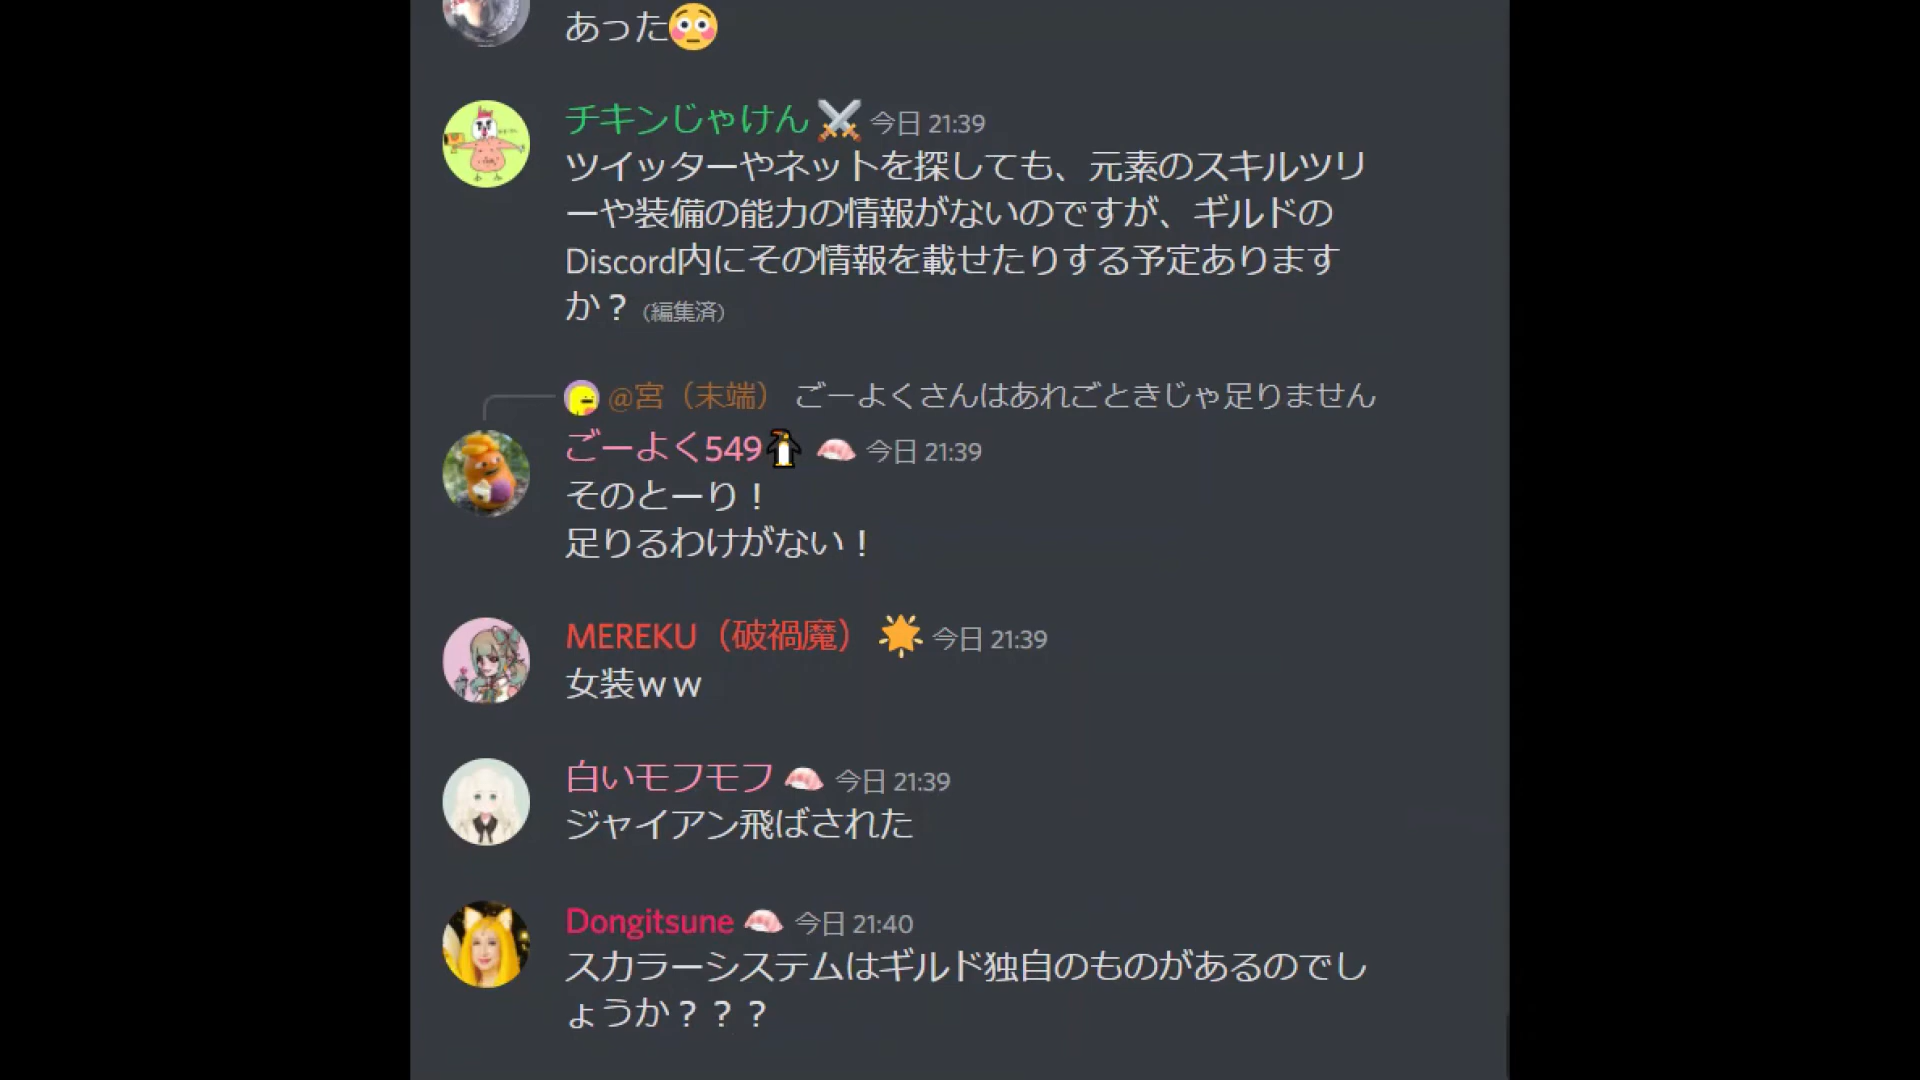 あった😳
チキンじゃけん⚔️ 今日 21:39
ツイッターやネットを探しても、元素のスキルツリ
ーや装備の能力の情報がないのですが、ギルドの
Discord内にその情報を載せたりする予定あります
か？ (編集済)
@宮（末端） ごーよくさんはあれごときじゃ足りません
ごーよく549🐧 今日 21:39
そのとーり！
足りるわけがない！
MEREKU（破禍魔） 🌟 今日 21:39
女装ｗｗ
白いモフモフ 今日 21:39
ジャイアン飛ばされた
Dongitsune 今日 21:40
スカラーシステムはギルド独自のものがあるのでし
ょうか？？？